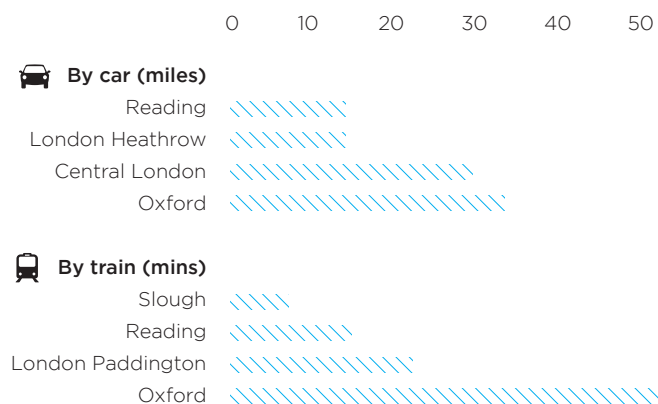 0 10 20 30 40 50
By car (miles)
Reading
London Heathrow
Central London
Oxford
By train (mins)
Slough
Reading
London Paddington
Oxford